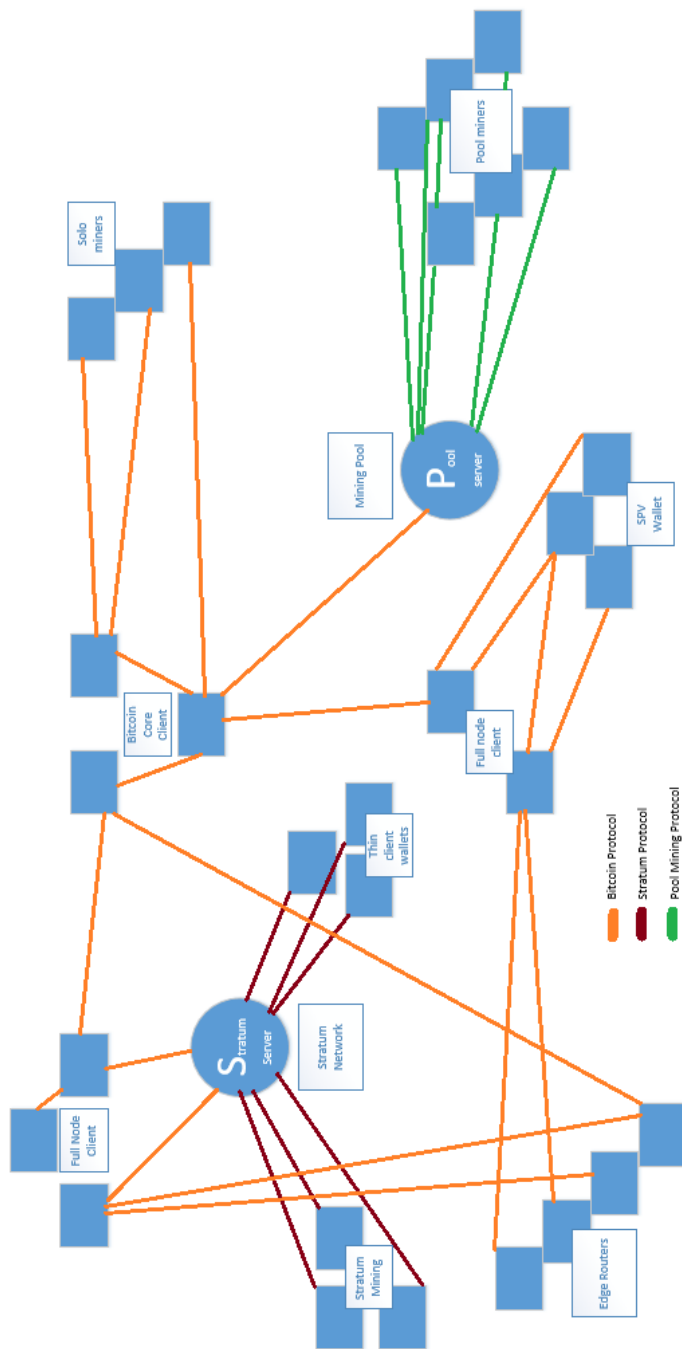 Full Node
Client
Solo
miners
Bitcoin
Core
Client
Stratum
server
Stratum
Network
Mining Pool
Stratum
Mining
Thin
client
wallets
Pool
server
Pool miners
Full node
client
Edge Routers
SPV
Wallet
Bitcoin Protocol
Stratum Protocol
Pool Mining Protocol